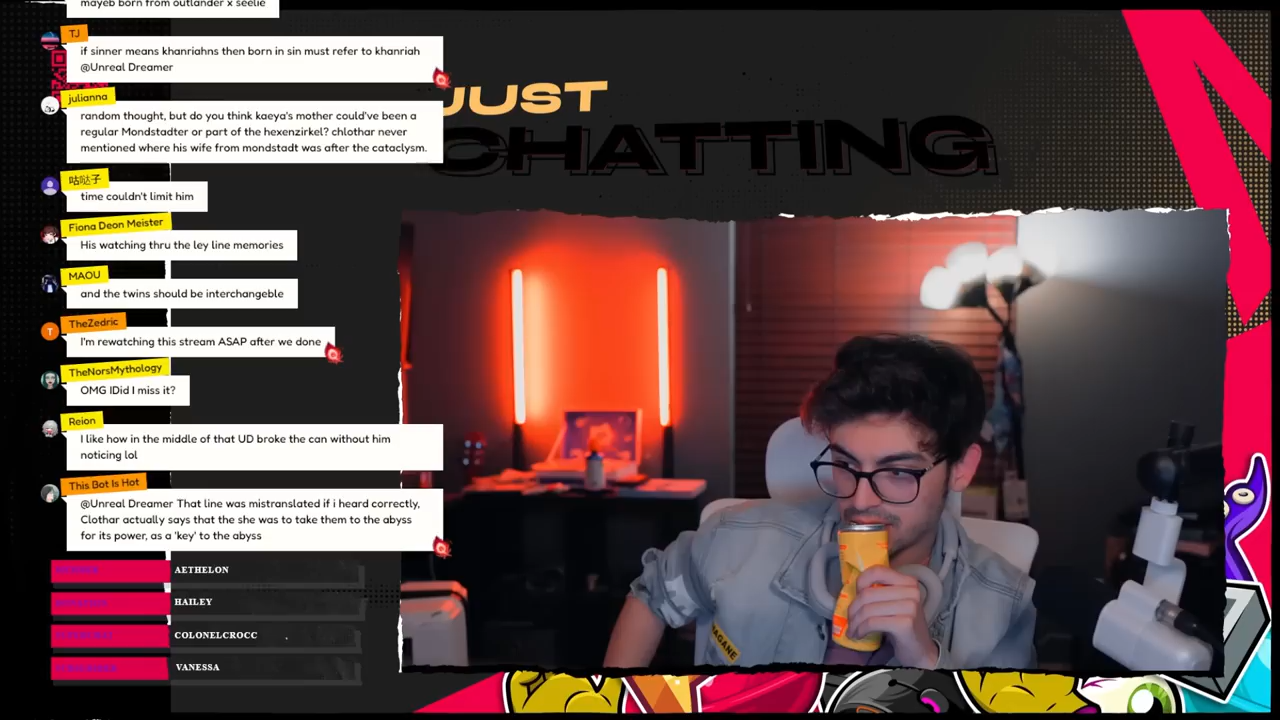 mayeb born from outlander x seelie
TJ
if sinner means khanriahns then born in sin must refer to khanriah
@Unreal Dreamer
julianna
random thought, but do you think kaeya's mother could've been a
regular Mondstadter or part of the hexenzirkel? chlothar never
mentioned where his wife from mondstadt was after the cataclysm.
咕哒子
time couldn't limit him
Fiona Deon Meister
His watching thru the ley line memories
MAOU
and the twins should be interchangeble
TheZedric
I'm rewatching this stream ASAP after we done
TheNorsMythology
OMG IDid I miss it?
Reion
I like how in the middle of that UD broke the can without him
noticing lol
This Bot Is Hot
@Unreal Dreamer That line was mistranslated if i heard correctly,
Clothar actually says that the she was to take them to the abyss
for its power, as a 'key' to the abyss
AETHELON
HAILEY
COLONELCROCC
VANESSA
JUST
CHATTING